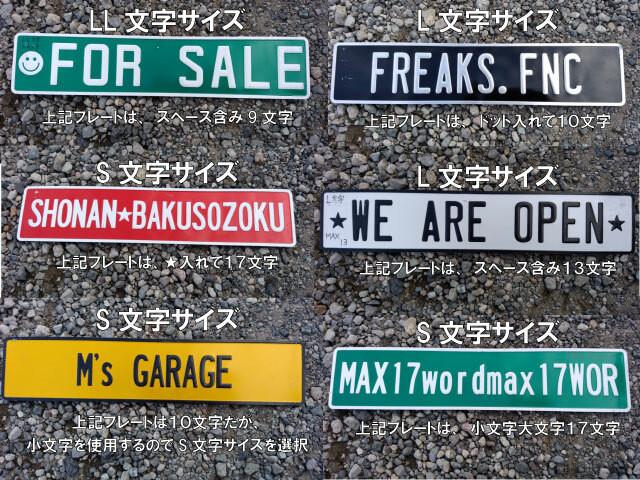 LL 文字サイズ
FOR SALE
上記プレートは、スペース含み9文字
L 文字サイズ
FREAKS.FNC
上記プレートは、ドット入れて10文字
S 文字サイズ
SHONAN★BAKUSOZOKU
上記プレートは、★入れて17文字
L 文字サイズ
L文字
★WE ARE OPEN★
MAX
13
上記プレートは、スペース含み13文字
S 文字サイズ
M's GARAGE
上記プレートは10文字だが、
小文字を使用するのでS文字サイズを選択
S 文字サイズ
MAX17wordmax17WOR
上記プレートは、小文字大文字17文字